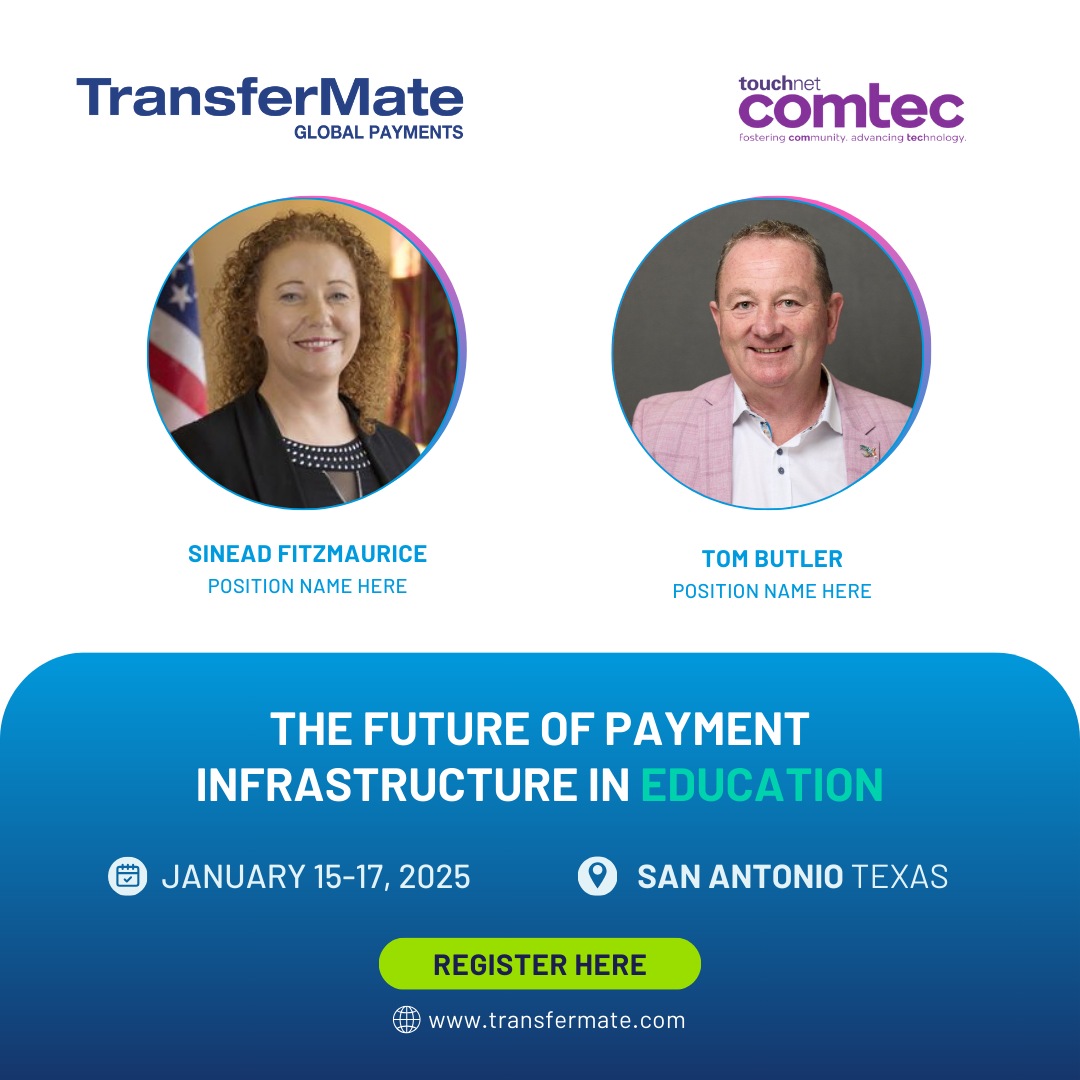 TransferMate
GLOBAL PAYMENTS
touchnet
comtec
fostering community. advancing technology.
SINEAD FITZMAURICE
POSITION NAME HERE
TOM BUTLER
POSITION NAME HERE
THE FUTURE OF PAYMENT
INFRASTRUCTURE IN EDUCATION
JANUARY 15-17, 2025
SAN ANTONIO TEXAS
REGISTER HERE
www.transfermate.com